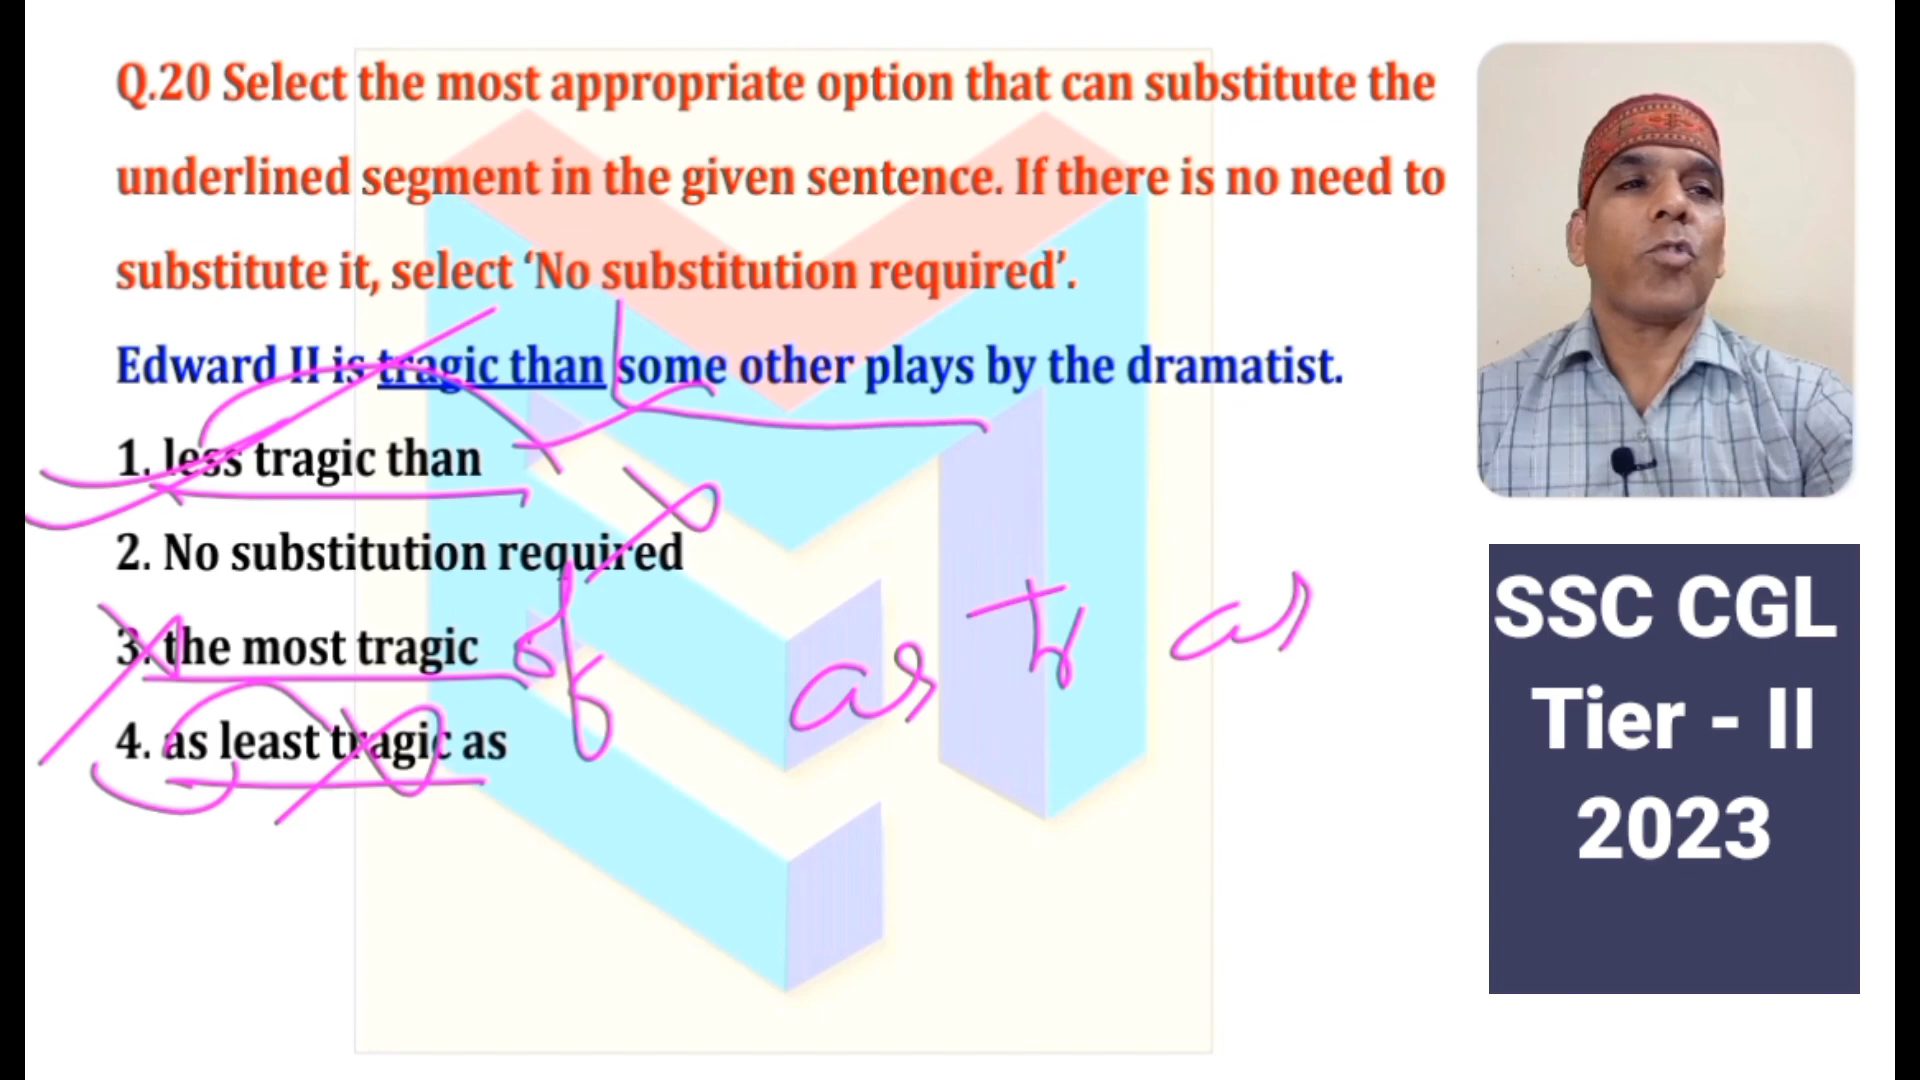 Q.20 Select the most appropriate option that can substitute the
underlined segment in the given sentence. If there is no need to
substitute it, select ‘No substitution required’.
Edward II is tragic than some other plays by the dramatist.
1. less tragic than
2. No substitution required
3. the most tragic of
4. as least tragic as
as tr as
SSC CGL
Tier - II
2023